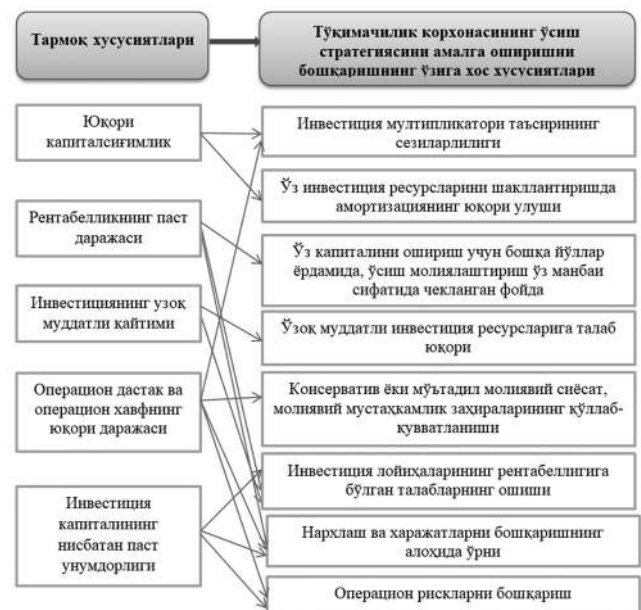 Тармоқ хусусиятлари
Тўқимачилик корхонасининг ўсиш
стратегиясини амалга оширишни
бошқаришнинг ўзига хос хусусиятлари
Юқори
капиталсиғимлик
Рентабелликнинг паст
даражаси
Инвестициянинг узоқ
муддатли қайтими
Операцион дастак ва
операцион хавфнинг
юқори даражаси
Инвестиция
капиталининг
нисбатан паст
унумдорлиги
Инвестиция мултипликатори таъсирининг
сезиларлилиги
Ўз инвестиция ресурсларини шакллантиришда
амортизациянинг юқори улуши
Ўз капиталини ошириш учун бошқа йўллар
ёрдамида, ўсиш молиялаштириш ўз манбаи
сифатида чекланган фойда
Ўзоқ муддатли инвестиция ресурсларига талаб
юқори
Консерватив ёки мўътадил молиявий сиёсат,
молиявий мустаҳкамлик заҳираларининг қўллаб-
қувватланиши
Инвестиция лойиҳаларининг рентабеллигига
бўлган талабларнинг ошиши
Нархлаш ва харажатларни бошқаришнинг
алоҳида ўрни
Операцион рискларни бошқариш